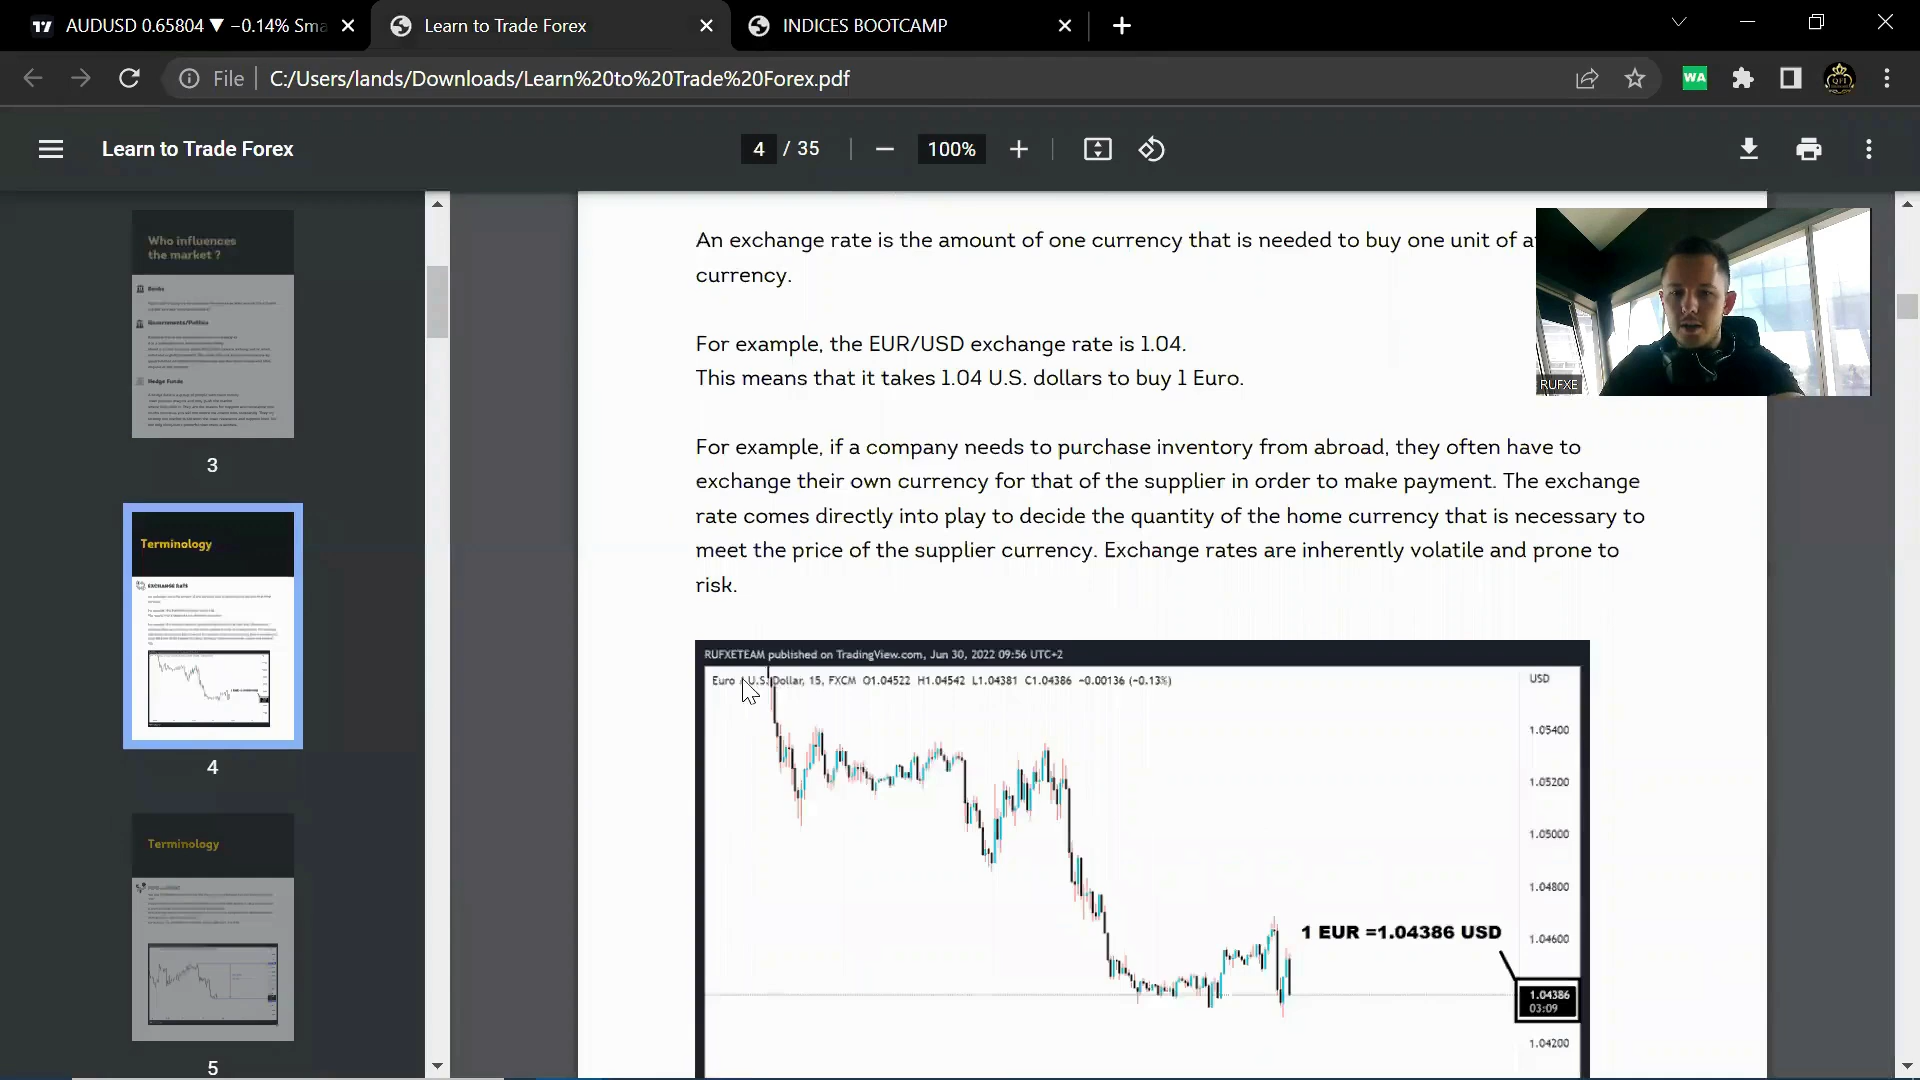 AUDUSD 0.65804 ▼ −0.14% Sma
Learn to Trade Forex
INDICES BOOTCAMP
File
C:/Users/lands/Downloads/Learn%20to%20Trade%20Forex.pdf
WA
Learn to Trade Forex
4 / 35
100%
Who influences
the market ?
Banks
Governments/Politics
Hedge Funds
3
Terminology
EXCHANGE RATE
4
Terminology
5
An exchange rate is the amount of one currency that is needed to buy one unit of
currency.
For example, the EUR/USD exchange rate is 1.04.
This means that it takes 1.04 U.S. dollars to buy 1 Euro.
For example, if a company needs to purchase inventory from abroad, they often have to
exchange their own currency for that of the supplier in order to make payment. The exchange
rate comes directly into play to decide the quantity of the home currency that is necessary to
meet the price of the supplier currency. Exchange rates are inherently volatile and prone to
risk.
RUFXE
RUFXETEAM published on TradingView.com, Jun 30, 2022 09:56 UTC+2
Euro / U.S. Dollar, 15, FXCM O1.04522 H1.04542 L1.04381 C1.04386 −0.00136 (−0.13%)
USD
1.05400
1.05200
1.05000
1.04800
1.04600
1 EUR =1.04386 USD
1.04386
03:09
1.04200